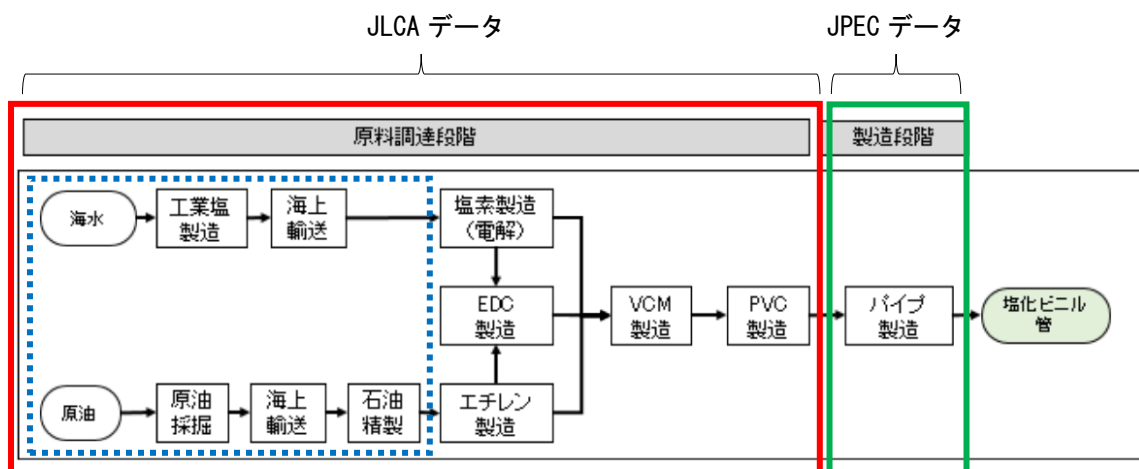 JLCA データ
JPEC データ
原料調達段階
製造段階
海水
工業塩
製造
海上
輸送
塩素製造
（電解）
EDC
製造
VCM
製造
PVC
製造
パイプ
製造
塩化ビニル
管
原油
原油
採掘
海上
輸送
石油
精製
エチレン
製造